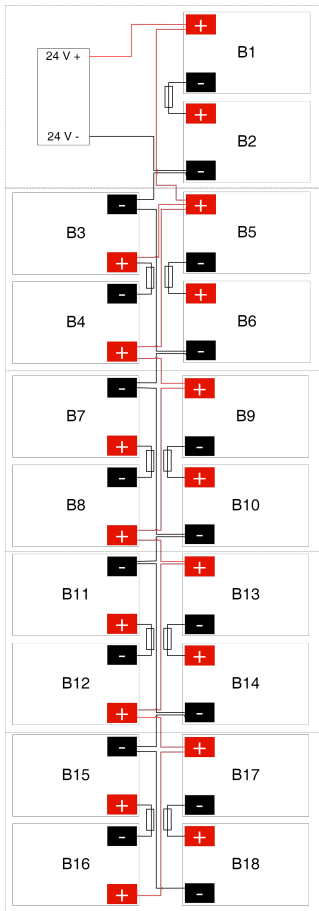 +
24 V +
B1
-
+
24 V -
B2
-
- +
B3 B5
+ -
- +
B4 B6
+ -
- +
B7 B9
+ -
- +
B8 B10
+ -
- +
B11 B13
+ -
- +
B12 B14
+ -
- +
B15 B17
+ -
- +
B16 B18
+ -